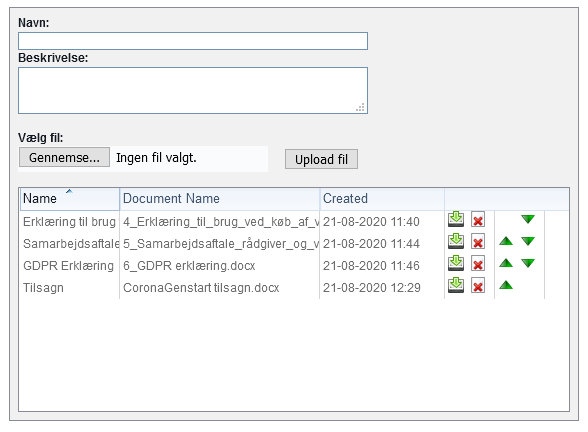 Navn:
Beskrivelse:
Vælg fil:
Gennemse... Ingen fil valgt. Upload fil
Name Document Name Created
Erklæring til brug 4_Erklæring_til_brug_ved_køb_af_v 21-08-2020 11:40
Samarbejdsaftale 5_Samarbejdsaftale_rådgiver_og_v 21-08-2020 11:44
GDPR Erklæring 6_GDPR erklæring.docx 21-08-2020 11:46
Tilsagn CoronaGenstart tilsagn.docx 21-08-2020 12:29